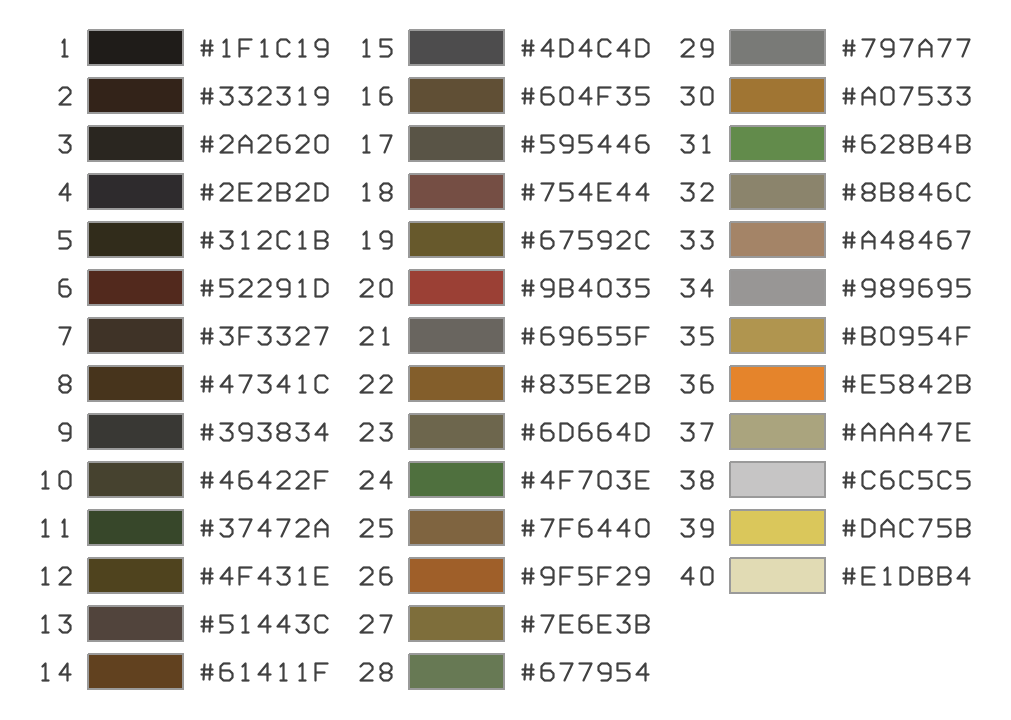 1 #1F1C19
2 #332319
3 #2A2620
4 #2E2B2D
5 #312C1B
6 #52291D
7 #3F3327
8 #47341C
9 #393834
10 #46422F
11 #37472A
12 #4F431E
13 #51443C
14 #61411F
15 #4D4C4D
16 #604F35
17 #595446
18 #754E44
19 #67592C
20 #9B4035
21 #69655F
22 #835E2B
23 #6D664D
24 #4F703E
25 #7F6440
26 #9F5F29
27 #7E6E3B
28 #677954
29 #797A77
30 #A07533
31 #628B4B
32 #8B846C
33 #A48467
34 #989695
35 #B0954F
36 #E5842B
37 #AAA47E
38 #C6C5C5
39 #DAC75B
40 #E1DBB4